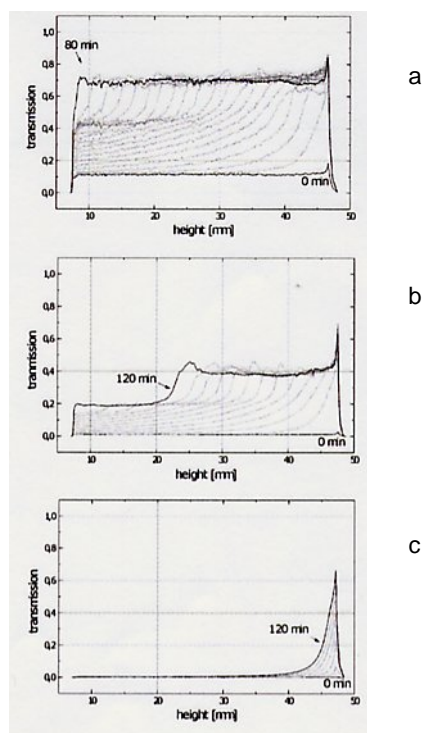 1,0
80 min
a
0,8
0,6
transmission
0,4
0,2
0 min
0,0
10 20 30 40 50
height [mm]
1,0
b
0,8
0,6
tranmission
0,4
120 min
0,2
0 min
0,0
10 20 30 40 50
height [mm]
1,0
c
0,8
0,6
transmission
0,4
120 min
0,2
0,0
0 min
10 20 30 40 50
height [mm]